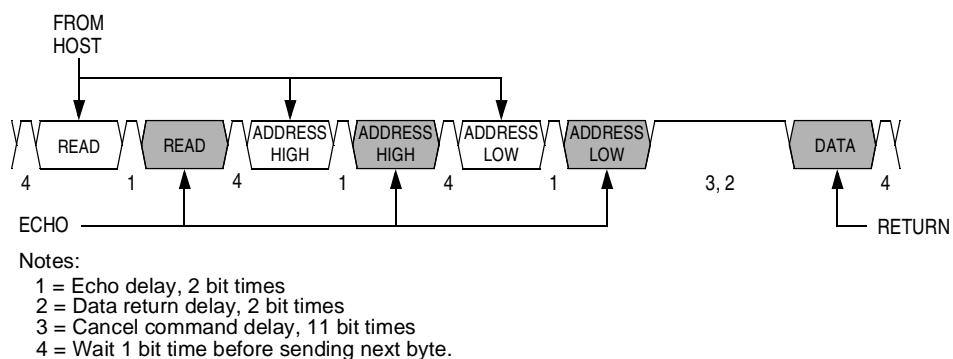 FROM
HOST
READ READ ADDRESS HIGH ADDRESS HIGH ADDRESS LOW ADDRESS LOW DATA
4 1 4 1 4 1 3, 2 4
ECHO RETURN
Notes:
1 = Echo delay, 2 bit times
2 = Data return delay, 2 bit times
3 = Cancel command delay, 11 bit times
4 = Wait 1 bit time before sending next byte.